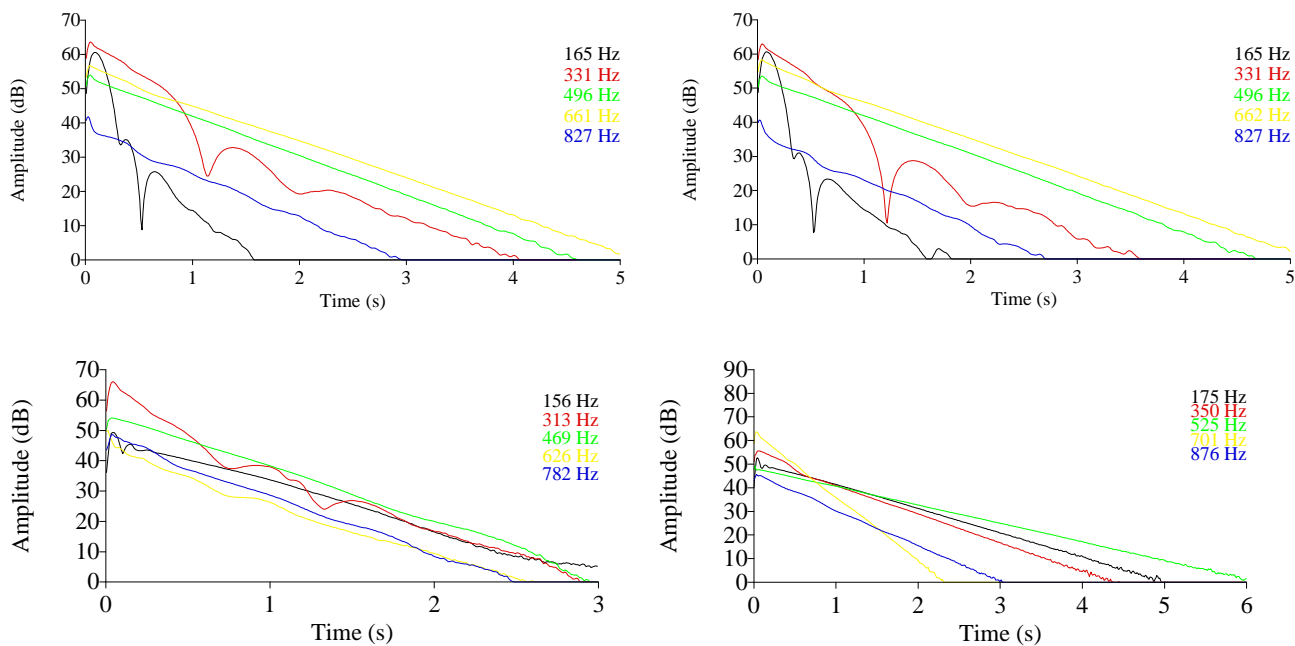 70
60
50
40
30
20
10
0
Amplitude (dB)
165 Hz
331 Hz
496 Hz
661 Hz
827 Hz
0 1 2 3 4 5
Time (s)
70
60
50
40
30
20
10
0
Amplitude (dB)
165 Hz
331 Hz
496 Hz
662 Hz
827 Hz
0 1 2 3 4 5
Time (s)
70
60
50
40
30
20
10
0
Amplitude (dB)
156 Hz
313 Hz
469 Hz
626 Hz
782 Hz
0 1 2 3
Time (s)
90
80
70
60
50
40
30
20
10
0
Amplitude (dB)
175 Hz
350 Hz
525 Hz
701 Hz
876 Hz
0 1 2 3 4 5 6
Time (s)